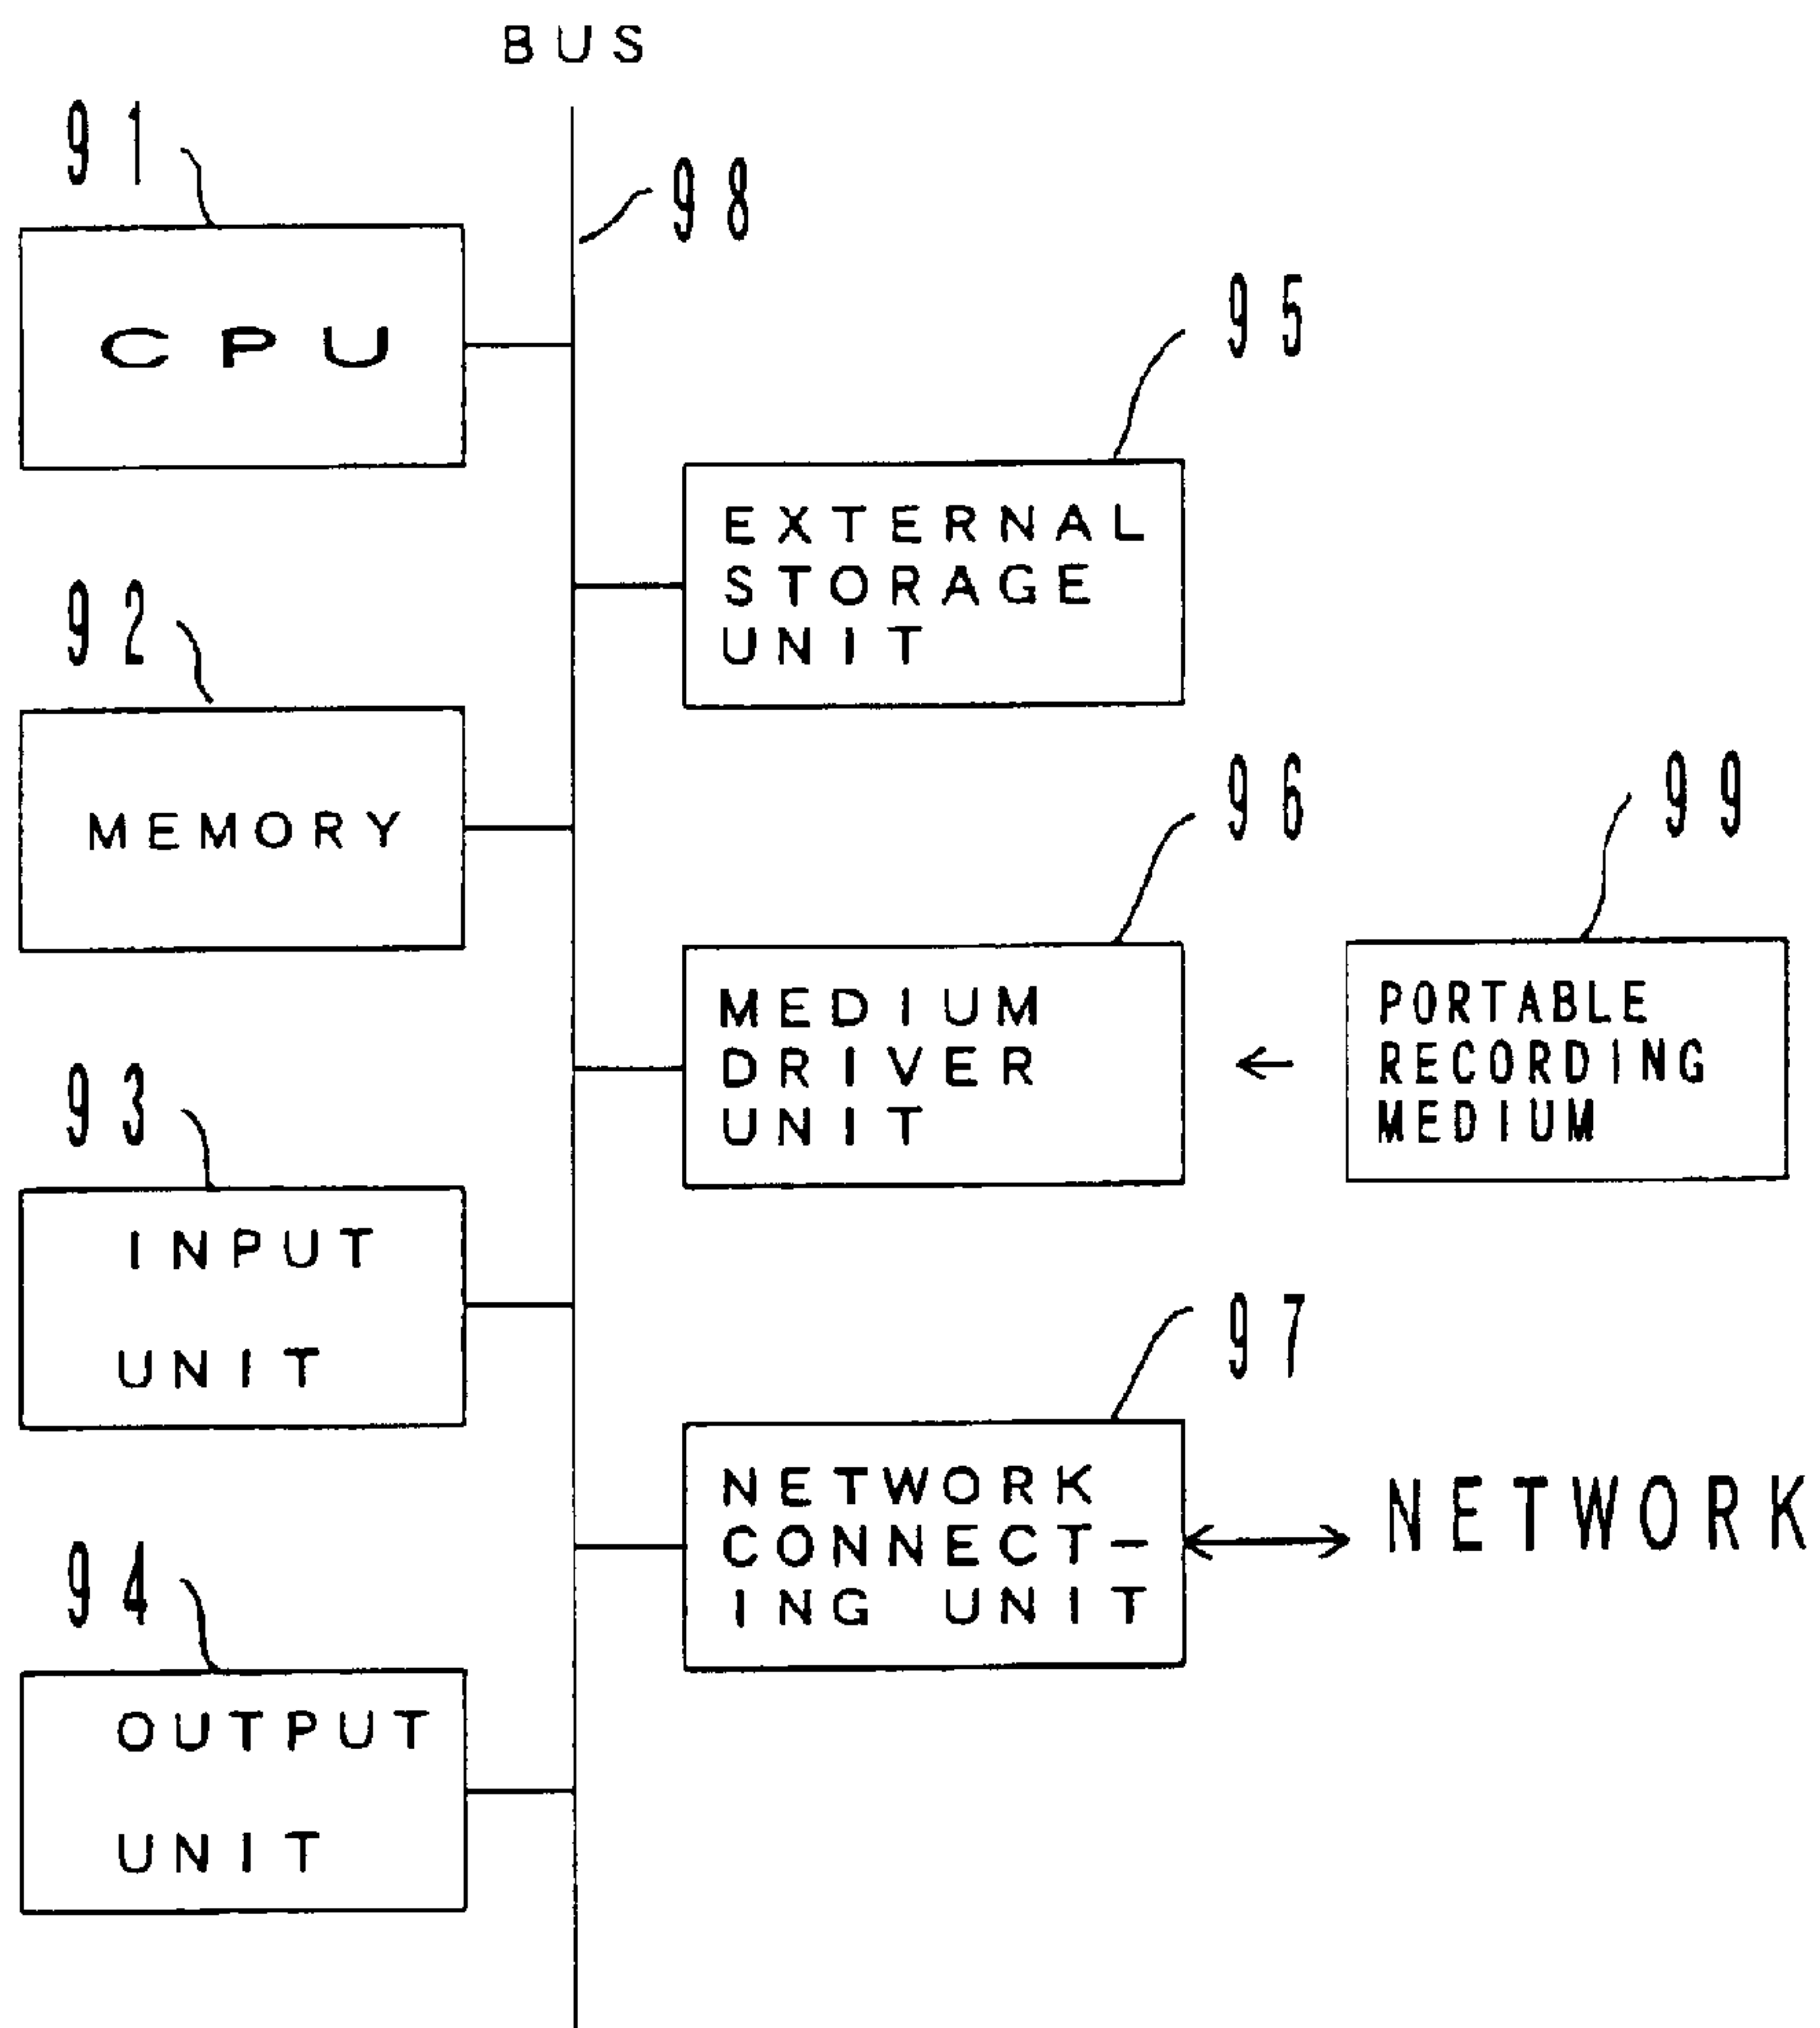 BUS
91
98
CPU
95
EXTERNAL
STORAGE
UNIT
92
MEMORY
96
99
MEDIUM
DRIVER
UNIT
PORTABLE
RECORDING
MEDIUM
93
INPUT
UNIT
97
NETWORK
CONNECT-
ING UNIT
NETWORK
94
OUTPUT
UNIT